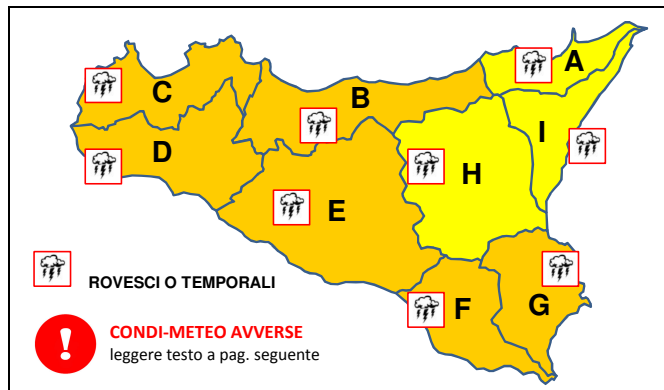 A
C
B
I
D
H
E
F
G
ROVESCI O TEMPORALI
CONDI-METEO AVVERSE
leggere testo a pag. seguente